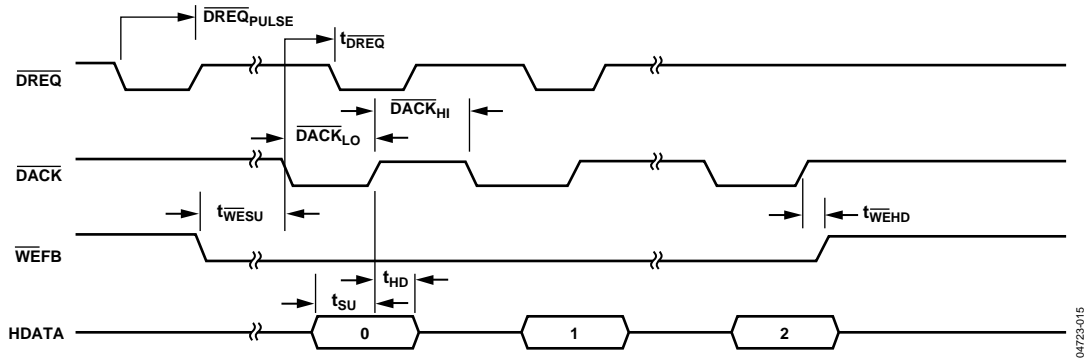 DREQPULSE
tDREQ
DREQ
DACKHI
DACKLO
DACK
tWESU
tWEHD
WEFB
tHD
tSU
HDATA
0
1
2
04723-015